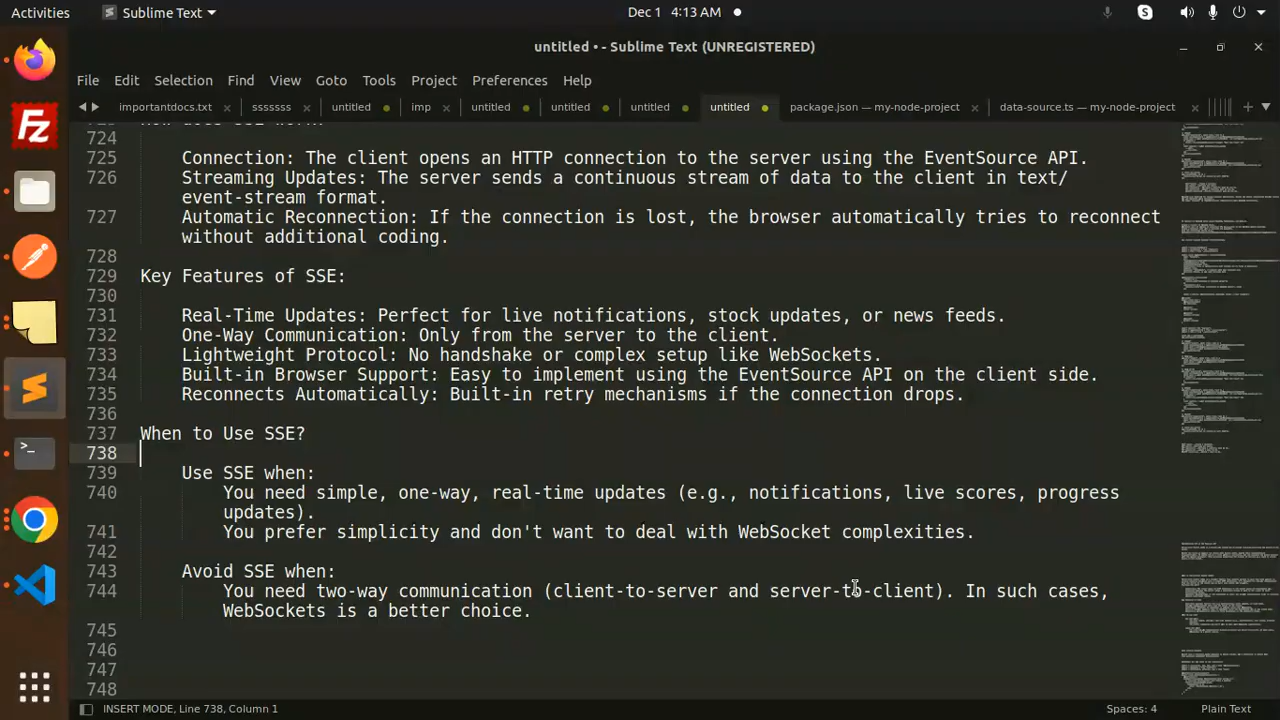 Activities Sublime Text Dec 1 4:13 AM
untitled • - Sublime Text (UNREGISTERED)
File Edit Selection Find View Goto Tools Project Preferences Help
importantdocs.txt sssssss untitled imp untitled untitled untitled untitled package.json — my-node-project data-source.ts — my-node-project
724
725 Connection: The client opens an HTTP connection to the server using the EventSource API.
726 Streaming Updates: The server sends a continuous stream of data to the client in text/
event-stream format.
727 Automatic Reconnection: If the connection is lost, the browser automatically tries to reconnect
without additional coding.
728
729 Key Features of SSE:
730
731 Real-Time Updates: Perfect for live notifications, stock updates, or news feeds.
732 One-Way Communication: Only from the server to the client.
733 Lightweight Protocol: No handshake or complex setup like WebSockets.
734 Built-in Browser Support: Easy to implement using the EventSource API on the client side.
735 Reconnects Automatically: Built-in retry mechanisms if the connection drops.
736
737 When to Use SSE?
738
739 Use SSE when:
740 You need simple, one-way, real-time updates (e.g., notifications, live scores, progress
updates).
741 You prefer simplicity and don't want to deal with WebSocket complexities.
742
743 Avoid SSE when:
744 You need two-way communication (client-to-server and server-to-client). In such cases,
WebSockets is a better choice.
745
746
747
748
INSERT MODE, Line 738, Column 1 Spaces: 4 Plain Text